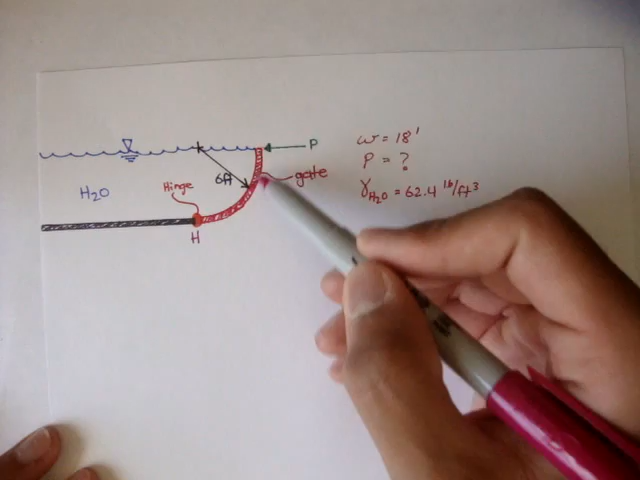 P
6ft
gate
H₂O
Hinge
H
w = 18'
P = ?
γH₂O = 62.4 lb/ft³